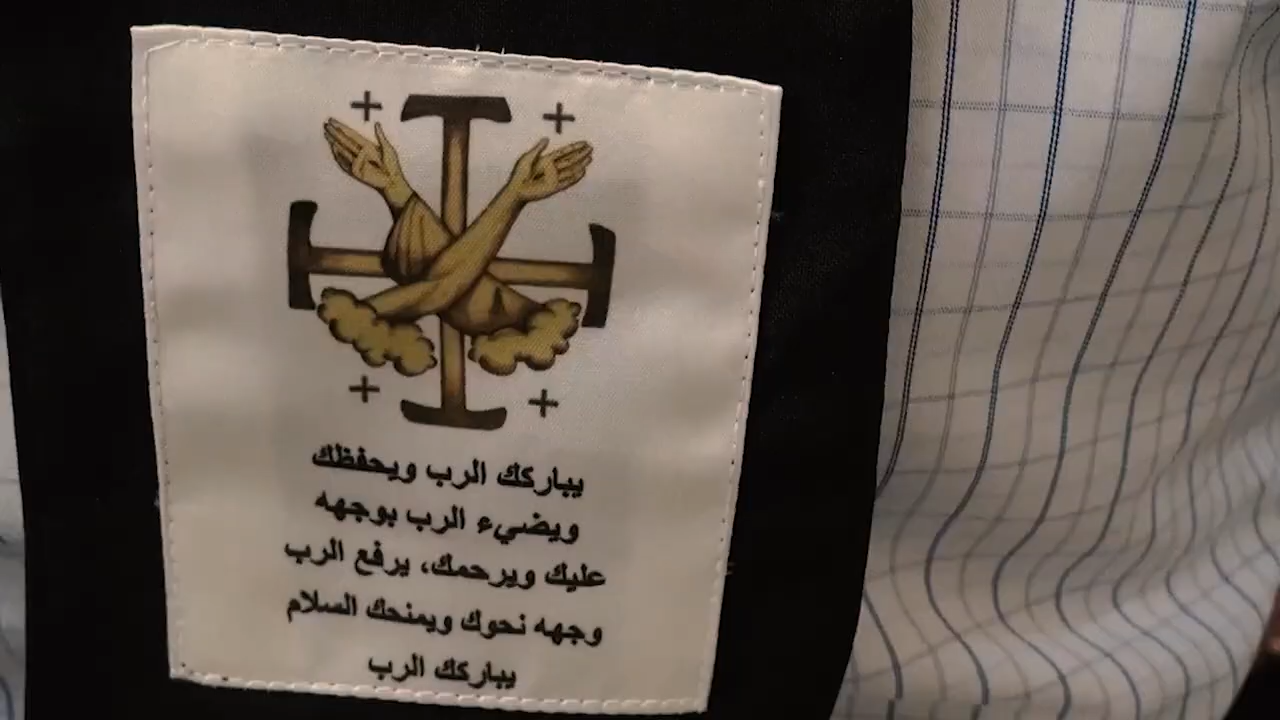 يباركك الرب ويحفظك
ويضيء الرب بوجهه
عليك ويرحمك، يرفع الرب
وجهه نحوك ويمنحك السلام
يباركك الرب